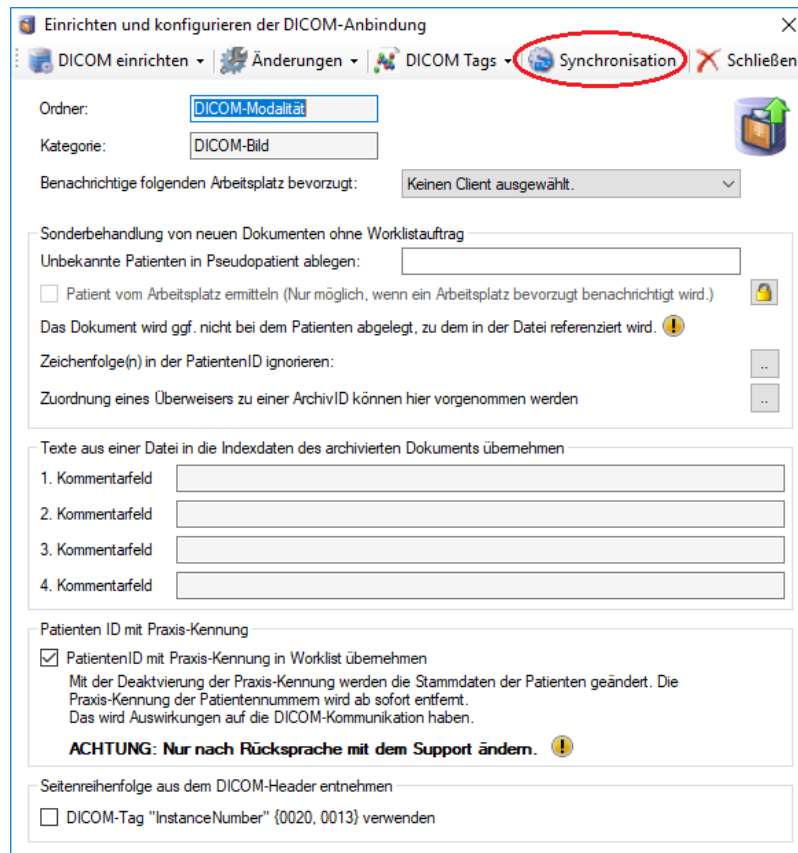 Einrichten und konfigurieren der DICOM-Anbindung
DICOM einrichten Änderungen DICOM Tags Synchronisation Schließen
Ordner: DICOM-Modalität
Kategorie: DICOM-Bild
Benachrichtige folgenden Arbeitsplatz bevorzugt: Keinen Client ausgewählt.
Sonderbehandlung von neuen Dokumenten ohne Worklistauftrag
Unbekannte Patienten in Pseudopatient ablegen:
Patient vom Arbeitsplatz ermitteln (Nur möglich, wenn ein Arbeitsplatz bevorzugt benachrichtigt wird.)
Das Dokument wird ggf. nicht bei dem Patienten abgelegt, zu dem in der Datei referenziert wird.
Zeichenfolge(n) in der PatientenID ignorieren: ..
Zuordnung eines Überweisers zu einer ArchivID können hier vorgenommen werden ..
Texte aus einer Datei in die Indexdaten des archivierten Dokuments übernehmen
1. Kommentarfeld
2. Kommentarfeld
3. Kommentarfeld
4. Kommentarfeld
Patienten ID mit Praxis-Kennung
PatientenID mit Praxis-Kennung in Worklist übernehmen
Mit der Deaktvierung der Praxis-Kennung werden die Stammdaten der Patienten geändert. Die
Praxis-Kennung der Patientennummern wird ab sofort entfernt.
Das wird Auswirkungen auf die DICOM-Kommunikation haben.
ACHTUNG: Nur nach Rücksprache mit dem Support ändern.
Seitenreihenfolge aus dem DICOM-Header entnehmen
DICOM-Tag "InstanceNumber" {0020, 0013} verwenden